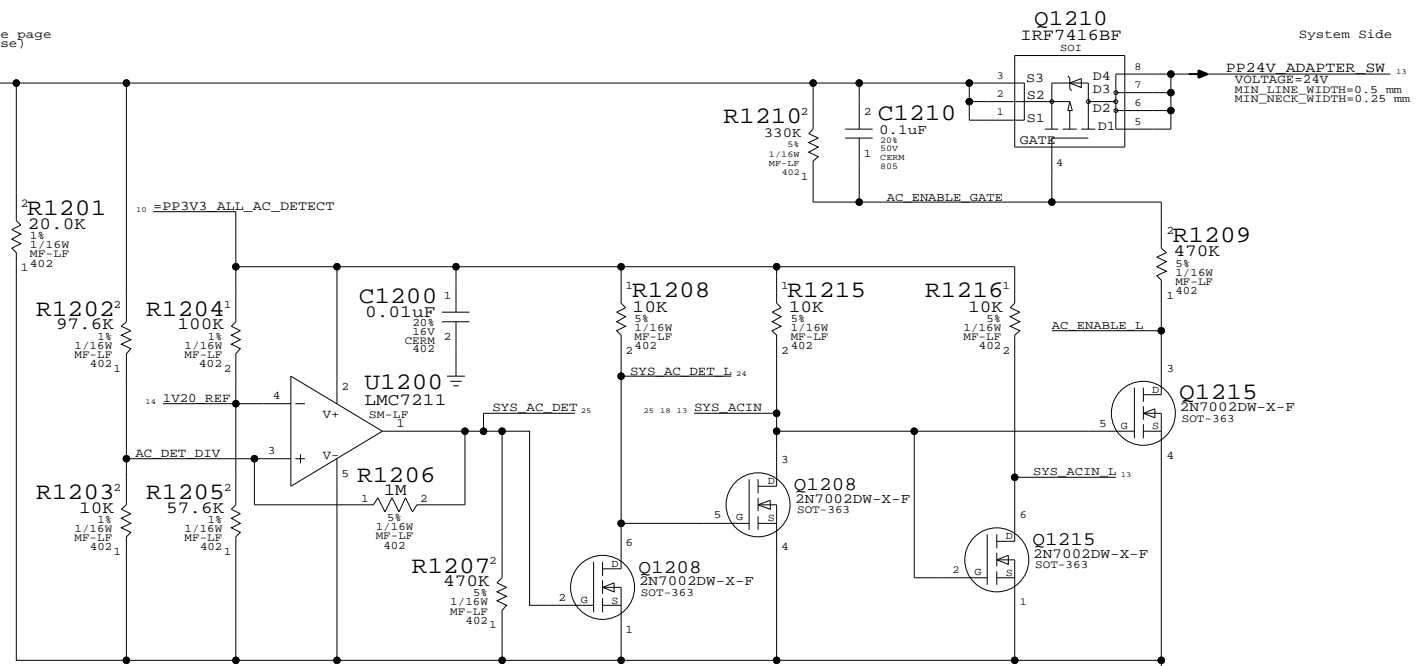 e page
se)
Q1210
IRF7416BF
SOI
System Side
3 S3 D4 8
2 S2 D3 7
1 S1 D2 6
D1 5
GATE
4
PP24V_ADAPTER_SW 13
VOLTAGE=24V
MIN_LINE_WIDTH=0.5 mm
MIN_NECK_WIDTH=0.25 mm
R1210 2
330K
5%
1/16W
MF-LF
402 1
2 C1210
0.1uF
20%
50V
1 CERM
805
AC_ENABLE_GATE
2 R1201
20.0K
1%
1/16W
MF-LF
1 402
10 =PP3V3_ALL_AC_DETECT
2 R1209
470K
5%
1/16W
MF-LF
1 402
AC_ENABLE_L
R1202 2
97.6K
1%
1/16W
MF-LF
402 1
R1204 1
100K
1%
1/16W
MF-LF
402 2
C1200 1
0.01uF
20%
16V 2
CERM
402
1 R1208
10K
5%
1/16W
MF-LF
2 402
1 R1215
10K
5%
1/16W
MF-LF
2 402
R1216 1
10K
5%
1/16W
MF-LF
402 2
14 1V20_REF
4
2
U1200
LMC7211
SM-LF
V+
1
3
V-
5
SYS_AC_DET 25
SYS_AC_DET_L 24
25 18 13 SYS_ACIN
3
Q1215
2N7002DW-X-F
SOT-363
D
5 G S
4
AC_DET_DIV
R1203 2
10K
1%
1/16W
MF-LF
402 1
R1205 2
57.6K
1%
1/16W
MF-LF
402 1
R1206
1 1M 2
5%
1/16W
MF-LF
402
SYS_ACIN_L 13
3
Q1208
2N7002DW-X-F
SOT-363
D
5 G S
4
R1207 2
470K
5%
1/16W
MF-LF
402 1
6
Q1208
2N7002DW-X-F
SOT-363
D
2 G S
1
6
Q1215
2N7002DW-X-F
SOT-363
D
2 G S
1